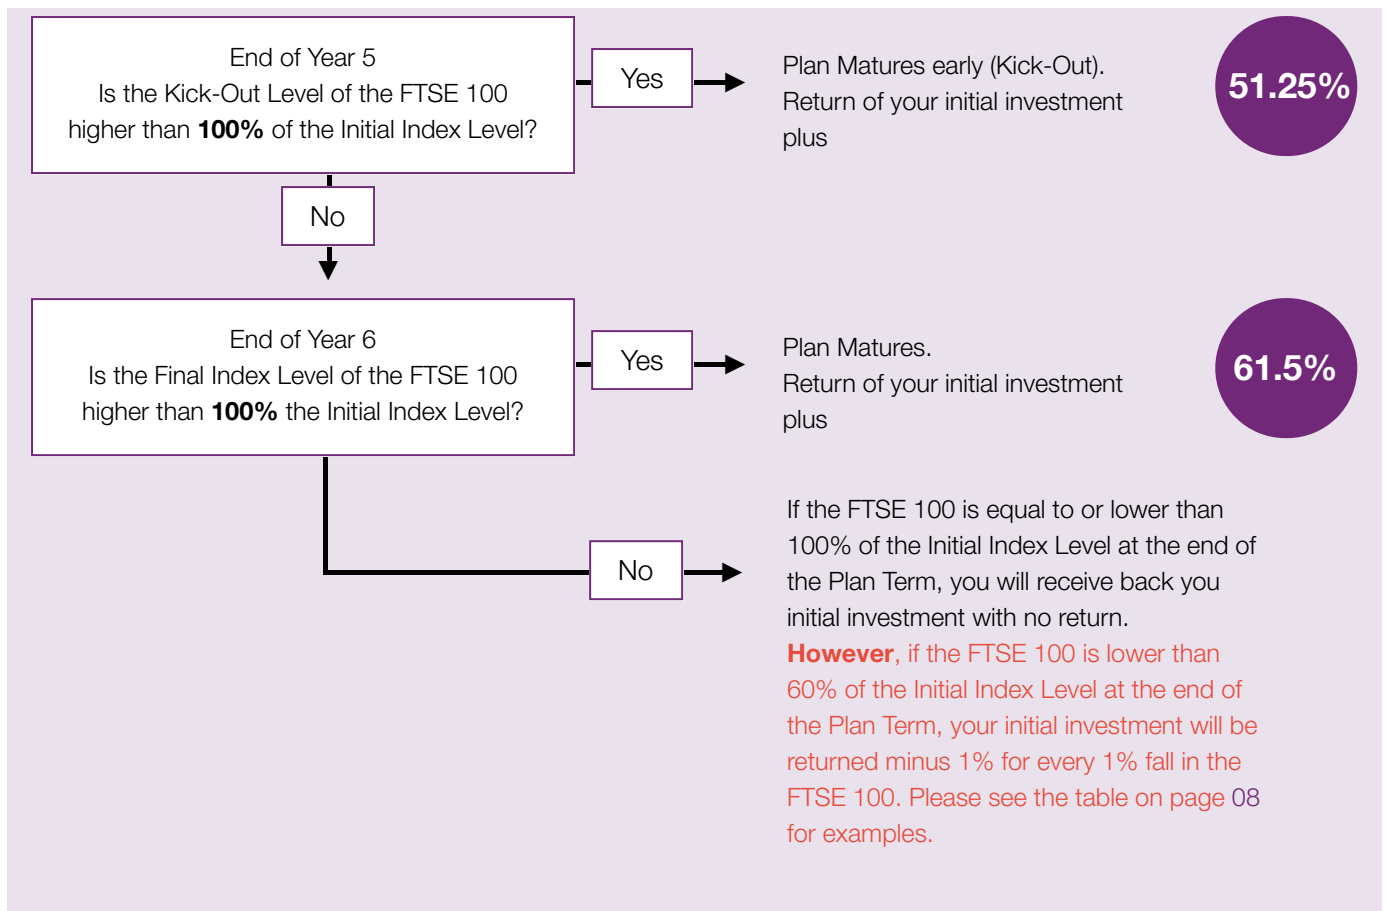 End of Year 5
Is the Kick-Out Level of the FTSE 100
higher than 100% of the Initial Index Level?
Yes
Plan Matures early (Kick-Out).
Return of your initial investment
plus
51.25%
No
End of Year 6
Is the Final Index Level of the FTSE 100
higher than 100% the Initial Index Level?
Yes
Plan Matures.
Return of your initial investment
plus
61.5%
No
If the FTSE 100 is equal to or lower than
100% of the Initial Index Level at the end of
the Plan Term, you will receive back you
initial investment with no return.
However, if the FTSE 100 is lower than
60% of the Initial Index Level at the end of
the Plan Term, your initial investment will be
returned minus 1% for every 1% fall in the
FTSE 100. Please see the table on page 08
for examples.